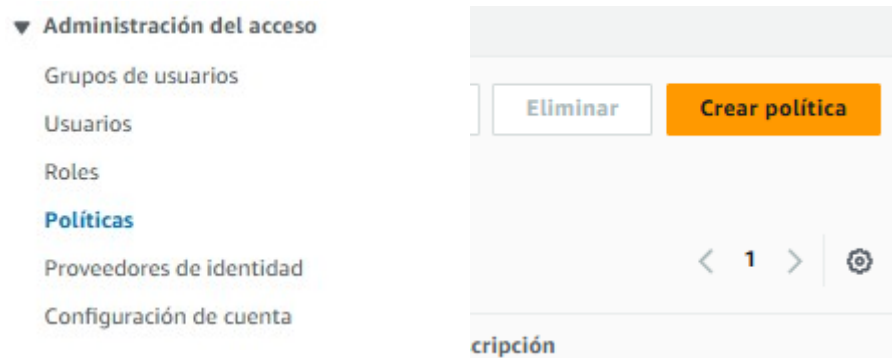 Administración del acceso
Grupos de usuarios
Usuarios
Roles
Políticas
Proveedores de identidad
Configuración de cuenta
Eliminar
Crear política
1
cripción